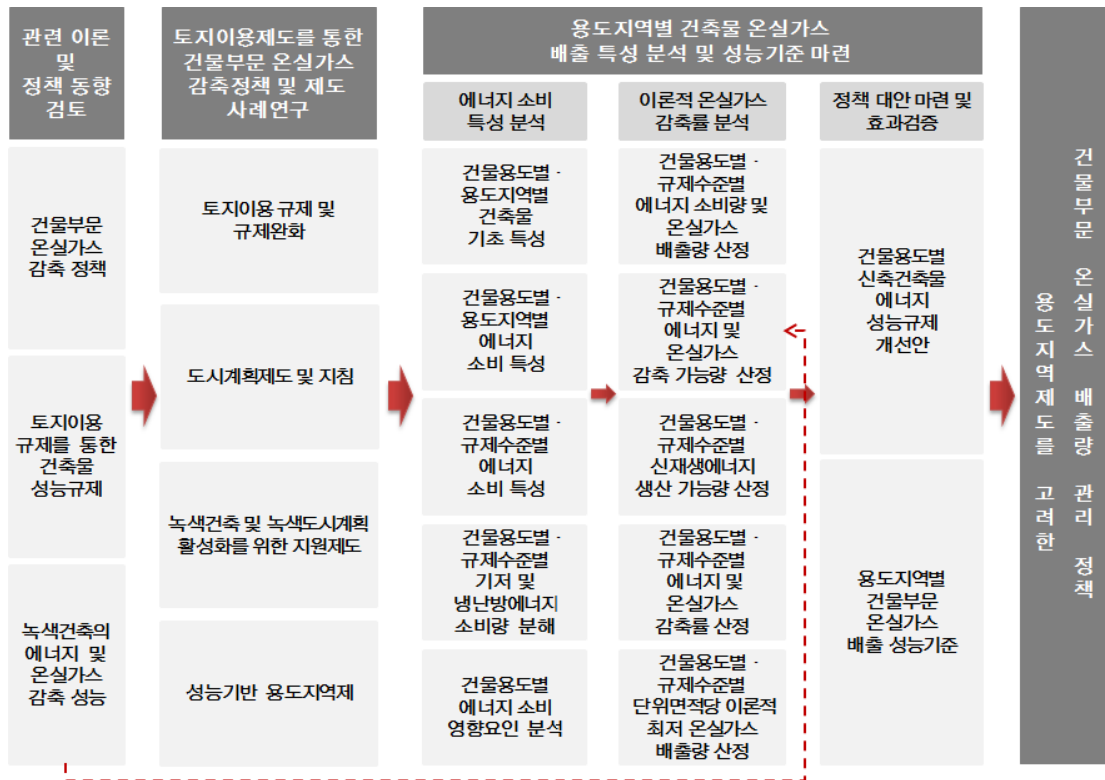 관련 이론
및
정책 동향
검토
토지이용제도를 통한
건물부문 온실가스
감축정책 및 제도
사례연구
용도지역별 건축물 온실가스
배출 특성 분석 및 성능기준 마련
에너지 소비
특성 분석
이론적 온실가스
감축률 분석
정책 대안 마련 및
효과검증
건물부문
온실가스
감축 정책
토지이용
규제를 통한
건축물
성능규제
녹색건축의
에너지 및
온실가스
감축 성능
토지이용 규제 및
규제완화
도시계획제도 및 지침
녹색건축 및 녹색도시계획
활성화를 위한 지원제도
성능기반 용도지역제
건물용도별 ·
용도지역별
건축물
기초 특성
건물용도별 ·
용도지역별
에너지
소비 특성
건물용도별 ·
규제수준별
에너지
소비 특성
건물용도별 ·
규제수준별
기저 및
냉난방에너지
소비량 분해
건물용도별
에너지 소비
영향요인 분석
건물용도별 ·
규제수준별
에너지 소비량 및
온실가스
배출량 산정
건물용도별 ·
규제수준별
에너지 및
온실가스
감축 가능량 산정
건물용도별 ·
규제수준별
신재생에너지
생산 가능량 산정
건물용도별 ·
규제수준별
에너지 및
온실가스
감축률 산정
건물용도별 ·
규제수준별
단위면적당 이론적
최저 온실가스
배출량 산정
건물용도별
신축건축물
에너지
성능규제
개선안
용도지역별
건물부문
온실가스
배출 성능기준
용도지역제도를 고려한
건물부문 온실가스 배출량 관리 정책